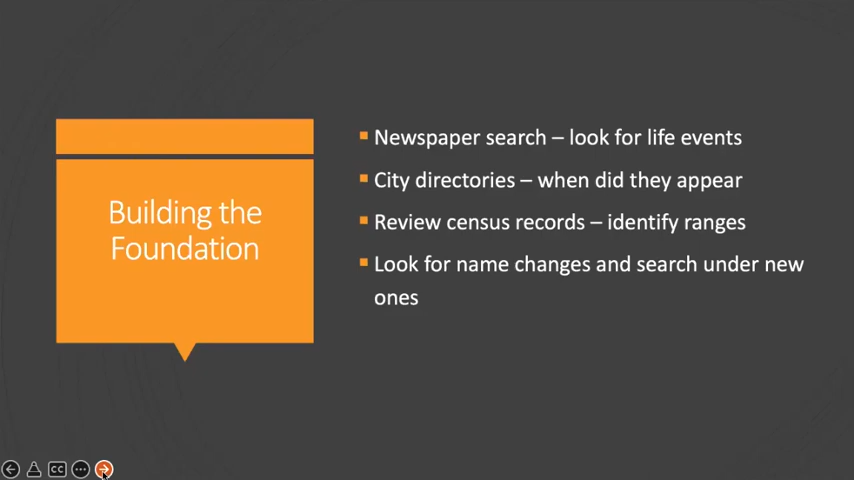 Building the
Foundation
Newspaper search – look for life events
City directories – when did they appear
Review census records – identify ranges
Look for name changes and search under new
ones
CC